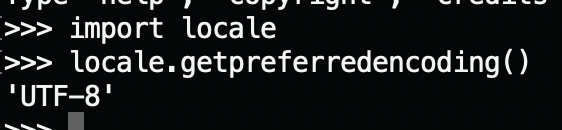 >>> import locale
>>> locale.getpreferredencoding()
'UTF-8'
>>>